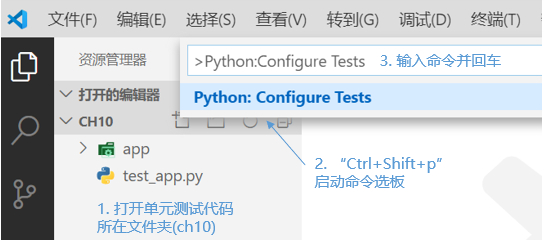 文件(F) 编辑(E) 选择(S) 查看(V) 转到(G) 调试(D) 终端(T)
资源管理器
>Python:Configure Tests 3. 输入命令并回车
打开的编辑器
Python: Configure Tests
CH10
app
test_app.py
2. “Ctrl+Shift+p”
启动命令选板
1. 打开单元测试代码
所在文件夹(ch10)